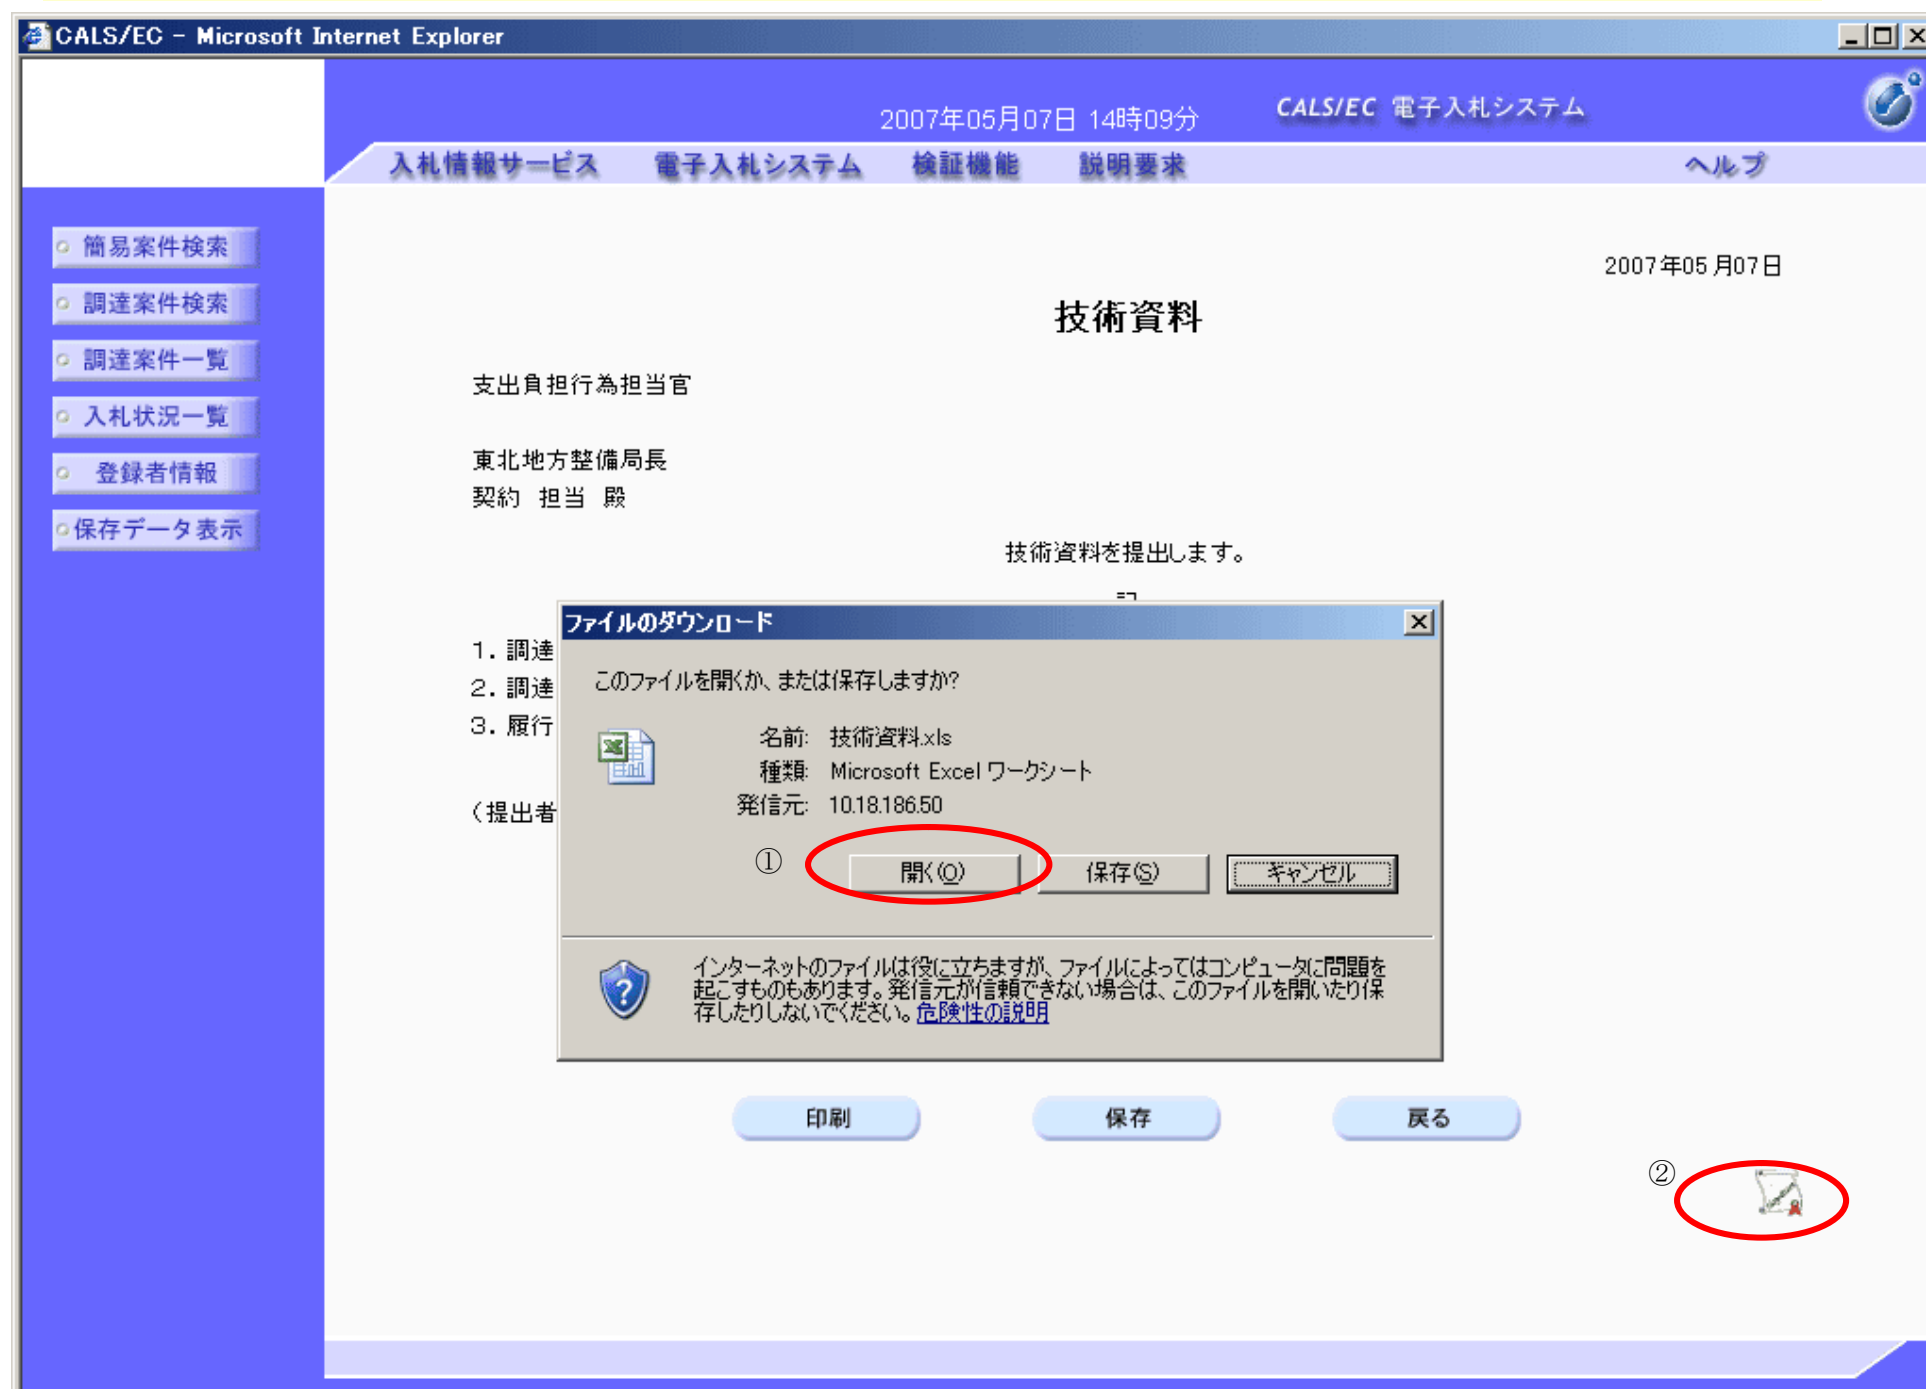 CALS/EC - Microsoft Internet Explorer
2007年05月07日 14時09分
CALS/EC 電子入札システム
入札情報サービス 電子入札システム 検証機能 説明要求 ヘルプ
簡易案件検索
調達案件検索
調達案件一覧
入札状況一覧
登録者情報
保存データ表示
2007年05月07日
技術資料
支出負担行為担当官
東北地方整備局長
契約 担当 殿
技術資料を提出します。
1. 調達
2. 調達
3. 履行
(提出者
ファイルのダウンロード
このファイルを開くか、または保存しますか?
名前: 技術資料.xls
種類: Microsoft Excel ワークシート
発信元: 10.18.186.50
①
開く(O) 保存(S) キャンセル
インターネットのファイルは役に立ちますが、ファイルによってはコンピュータに問題を
起こすものもあります。発信元が信頼できない場合は、このファイルを開いたり保
存したりしないでください。危険性の説明
印刷 保存 戻る
②